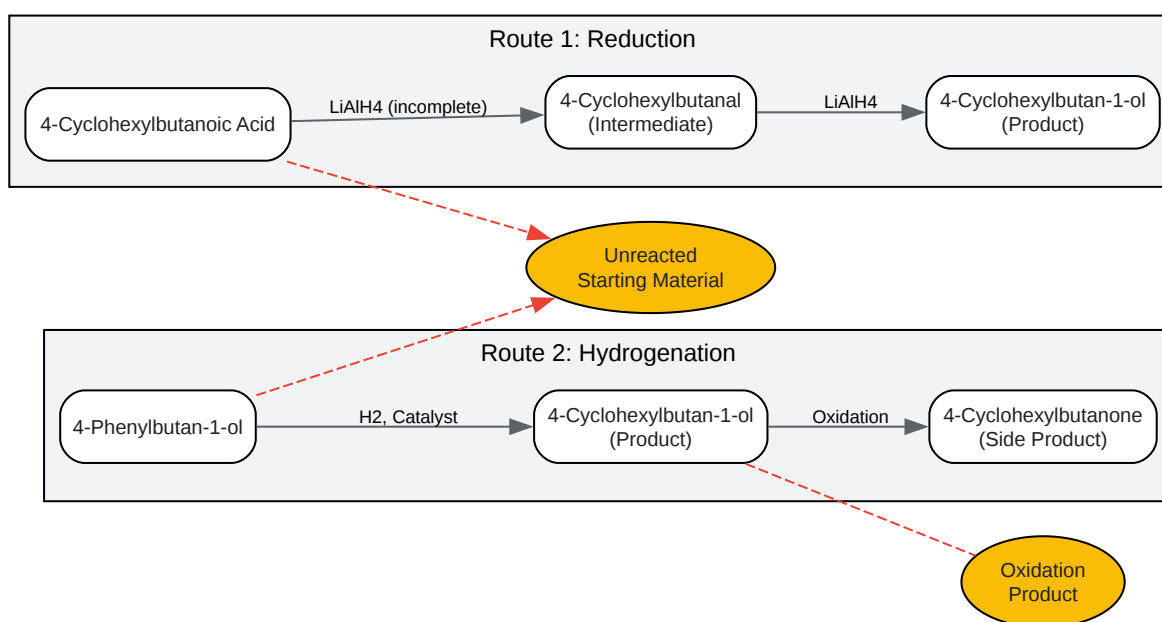 Route 1: Reduction
4-Cyclohexylbutanoic Acid
LiAlH4 (incomplete)
4-Cyclohexylbutanal
(Intermediate)
LiAlH4
4-Cyclohexylbutan-1-ol
(Product)
Unreacted
Starting Material
Route 2: Hydrogenation
4-Phenylbutan-1-ol
H2, Catalyst
4-Cyclohexylbutan-1-ol
(Product)
Oxidation
4-Cyclohexylbutanone
(Side Product)
Oxidation
Product